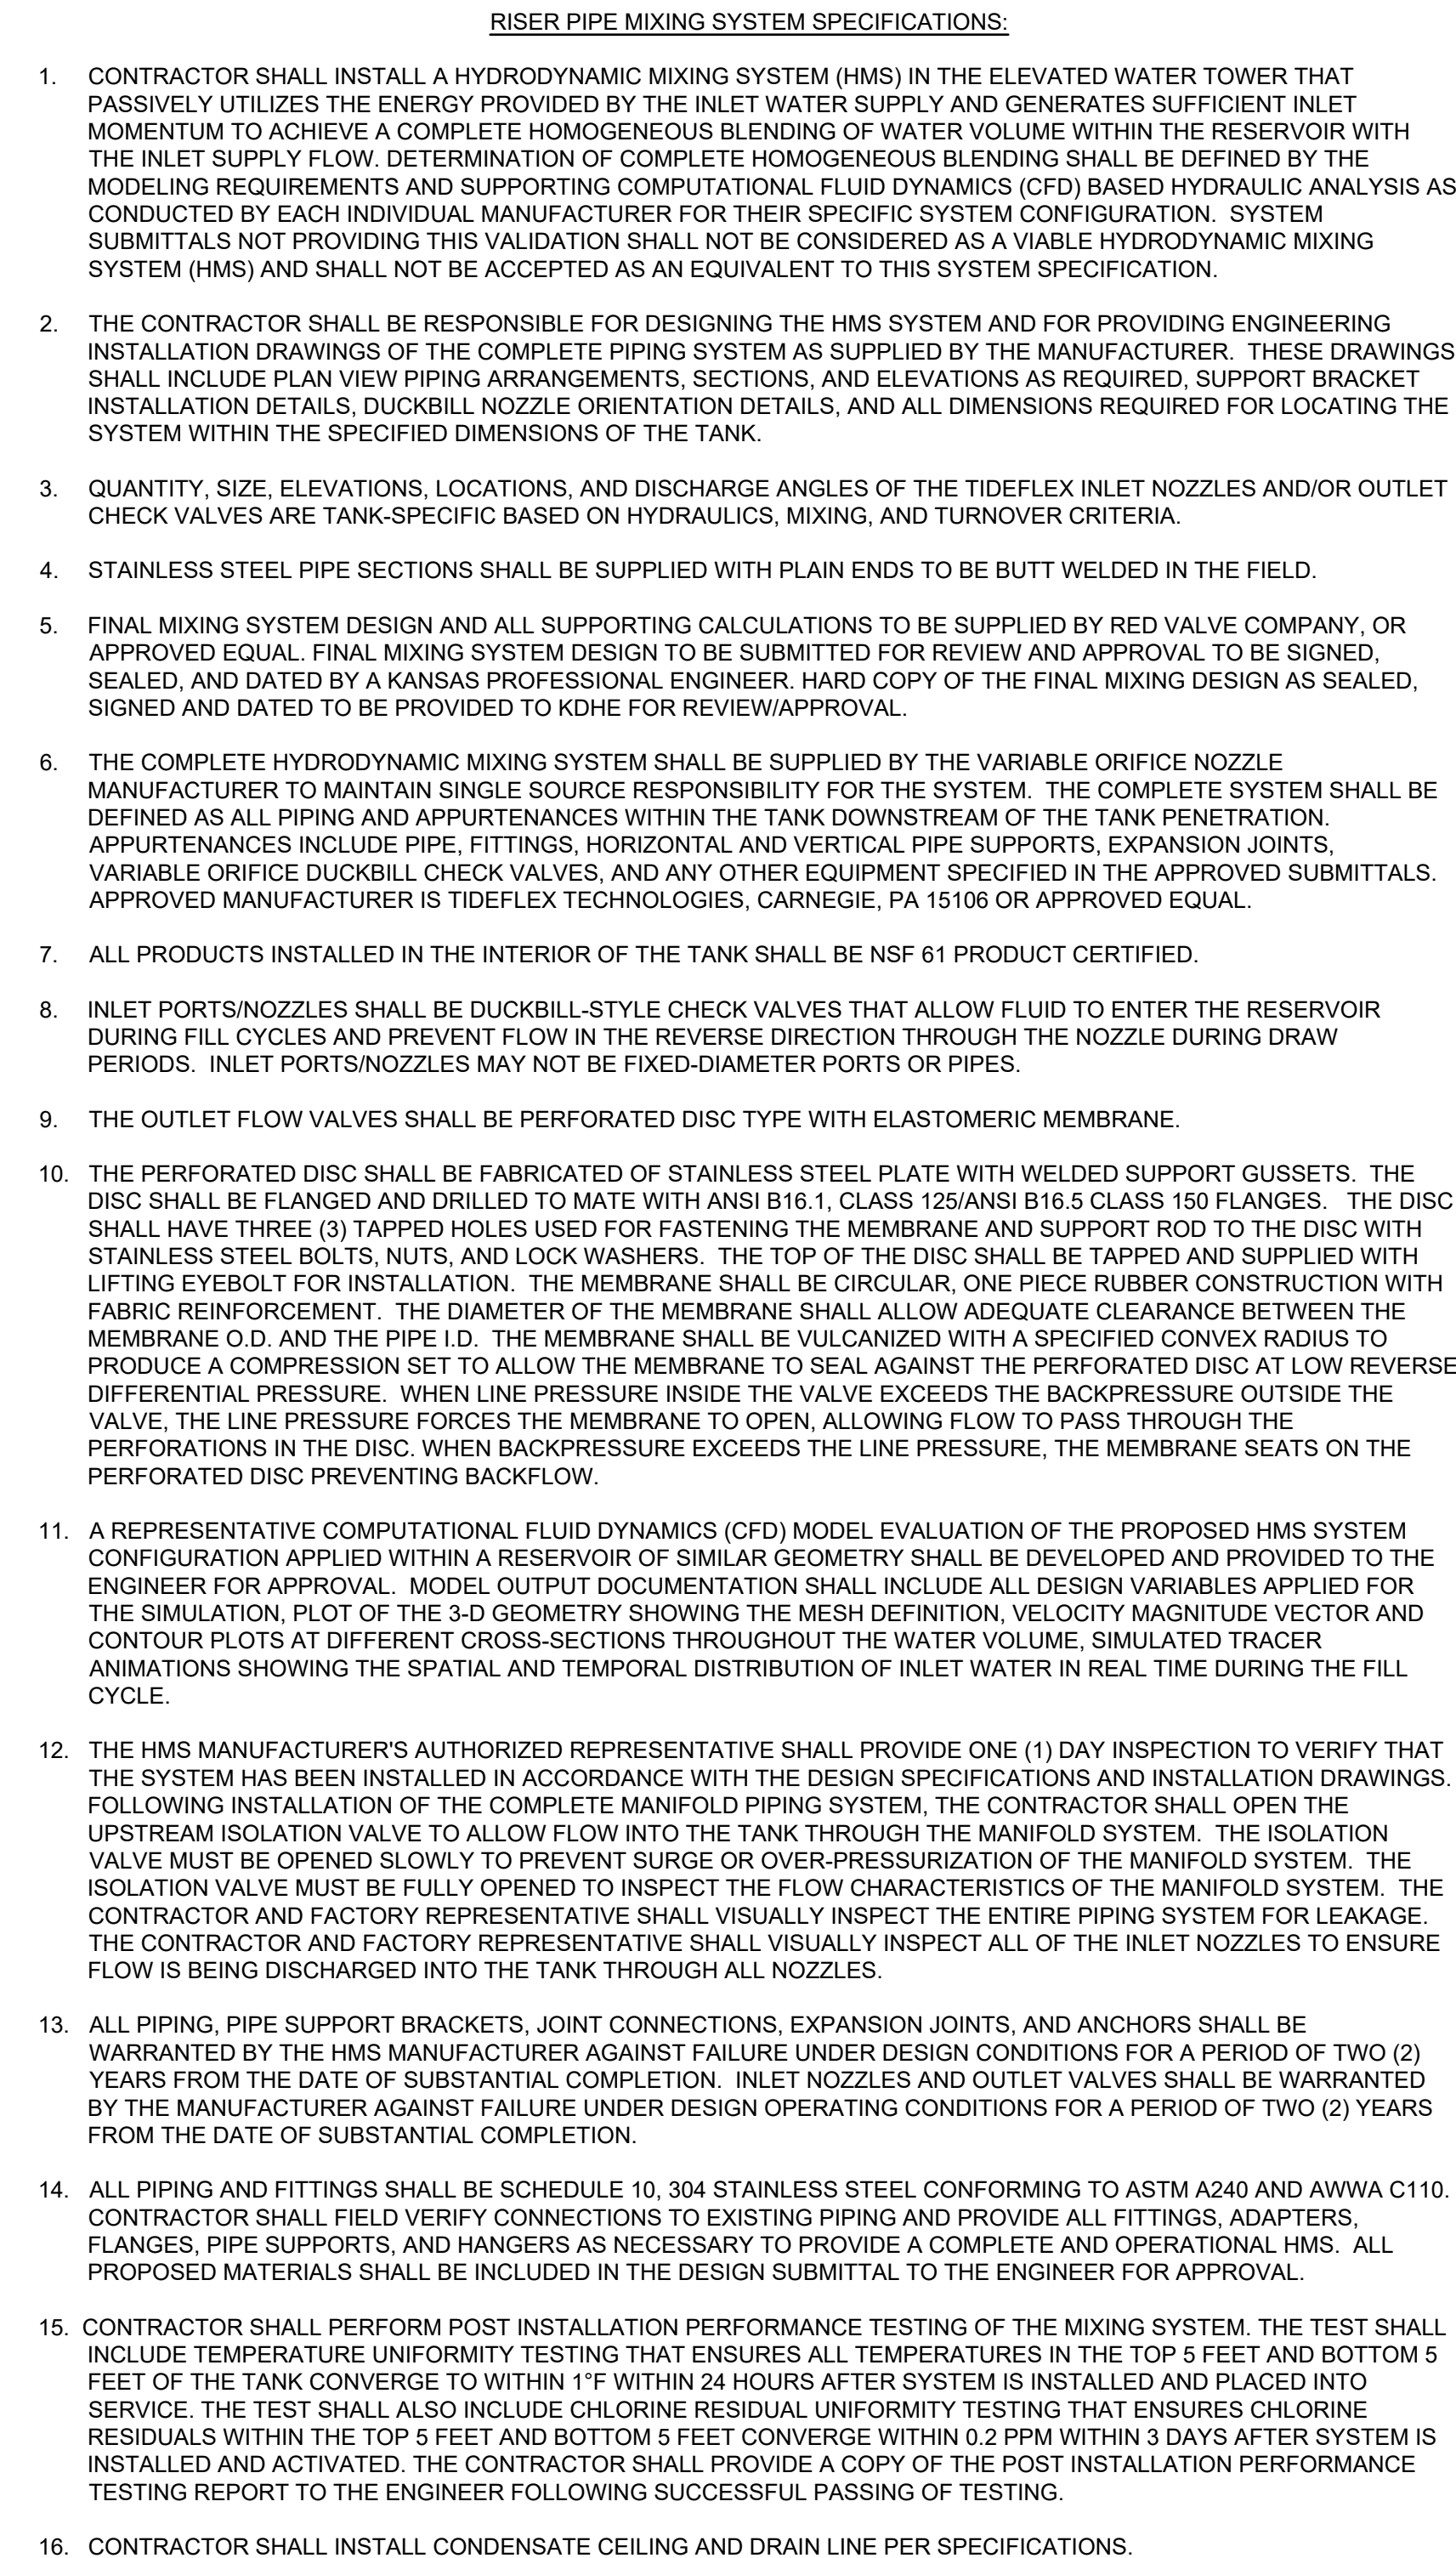 RISER PIPE MIXING SYSTEM SPECIFICATIONS:
1. CONTRACTOR SHALL INSTALL A HYDRODYNAMIC MIXING SYSTEM (HMS) IN THE ELEVATED WATER TOWER THAT
PASSIVELY UTILIZES THE ENERGY PROVIDED BY THE INLET WATER SUPPLY AND GENERATES SUFFICIENT INLET
MOMENTUM TO ACHIEVE A COMPLETE HOMOGENEOUS BLENDING OF WATER VOLUME WITHIN THE RESERVOIR WITH
THE INLET SUPPLY FLOW. DETERMINATION OF COMPLETE HOMOGENEOUS BLENDING SHALL BE DEFINED BY THE
MODELING REQUIREMENTS AND SUPPORTING COMPUTATIONAL FLUID DYNAMICS (CFD) BASED HYDRAULIC ANALYSIS AS
CONDUCTED BY EACH INDIVIDUAL MANUFACTURER FOR THEIR SPECIFIC SYSTEM CONFIGURATION. SYSTEM
SUBMITTALS NOT PROVIDING THIS VALIDATION SHALL NOT BE CONSIDERED AS A VIABLE HYDRODYNAMIC MIXING
SYSTEM (HMS) AND SHALL NOT BE ACCEPTED AS AN EQUIVALENT TO THIS SYSTEM SPECIFICATION.
2. THE CONTRACTOR SHALL BE RESPONSIBLE FOR DESIGNING THE HMS SYSTEM AND FOR PROVIDING ENGINEERING
INSTALLATION DRAWINGS OF THE COMPLETE PIPING SYSTEM AS SUPPLIED BY THE MANUFACTURER. THESE DRAWINGS
SHALL INCLUDE PLAN VIEW PIPING ARRANGEMENTS, SECTIONS, AND ELEVATIONS AS REQUIRED, SUPPORT BRACKET
INSTALLATION DETAILS, DUCKBILL NOZZLE ORIENTATION DETAILS, AND ALL DIMENSIONS REQUIRED FOR LOCATING THE
SYSTEM WITHIN THE SPECIFIED DIMENSIONS OF THE TANK.
3. QUANTITY, SIZE, ELEVATIONS, LOCATIONS, AND DISCHARGE ANGLES OF THE TIDEFLEX INLET NOZZLES AND/OR OUTLET
CHECK VALVES ARE TANK-SPECIFIC BASED ON HYDRAULICS, MIXING, AND TURNOVER CRITERIA.
4. STAINLESS STEEL PIPE SECTIONS SHALL BE SUPPLIED WITH PLAIN ENDS TO BE BUTT WELDED IN THE FIELD.
5. FINAL MIXING SYSTEM DESIGN AND ALL SUPPORTING CALCULATIONS TO BE SUPPLIED BY RED VALVE COMPANY, OR
APPROVED EQUAL. FINAL MIXING SYSTEM DESIGN TO BE SUBMITTED FOR REVIEW AND APPROVAL TO BE SIGNED,
SEALED, AND DATED BY A KANSAS PROFESSIONAL ENGINEER. HARD COPY OF THE FINAL MIXING DESIGN AS SEALED,
SIGNED AND DATED TO BE PROVIDED TO KDHE FOR REVIEW/APPROVAL.
6. THE COMPLETE HYDRODYNAMIC MIXING SYSTEM SHALL BE SUPPLIED BY THE VARIABLE ORIFICE NOZZLE
MANUFACTURER TO MAINTAIN SINGLE SOURCE RESPONSIBILITY FOR THE SYSTEM. THE COMPLETE SYSTEM SHALL BE
DEFINED AS ALL PIPING AND APPURTENANCES WITHIN THE TANK DOWNSTREAM OF THE TANK PENETRATION.
APPURTENANCES INCLUDE PIPE, FITTINGS, HORIZONTAL AND VERTICAL PIPE SUPPORTS, EXPANSION JOINTS,
VARIABLE ORIFICE DUCKBILL CHECK VALVES, AND ANY OTHER EQUIPMENT SPECIFIED IN THE APPROVED SUBMITTALS.
APPROVED MANUFACTURER IS TIDEFLEX TECHNOLOGIES, CARNEGIE, PA 15106 OR APPROVED EQUAL.
7. ALL PRODUCTS INSTALLED IN THE INTERIOR OF THE TANK SHALL BE NSF 61 PRODUCT CERTIFIED.
8. INLET PORTS/NOZZLES SHALL BE DUCKBILL-STYLE CHECK VALVES THAT ALLOW FLUID TO ENTER THE RESERVOIR
DURING FILL CYCLES AND PREVENT FLOW IN THE REVERSE DIRECTION THROUGH THE NOZZLE DURING DRAW
PERIODS. INLET PORTS/NOZZLES MAY NOT BE FIXED-DIAMETER PORTS OR PIPES.
9. THE OUTLET FLOW VALVES SHALL BE PERFORATED DISC TYPE WITH ELASTOMERIC MEMBRANE.
10. THE PERFORATED DISC SHALL BE FABRICATED OF STAINLESS STEEL PLATE WITH WELDED SUPPORT GUSSETS. THE
DISC SHALL BE FLANGED AND DRILLED TO MATE WITH ANSI B16.1, CLASS 125/ANSI B16.5 CLASS 150 FLANGES. THE DISC
SHALL HAVE THREE (3) TAPPED HOLES USED FOR FASTENING THE MEMBRANE AND SUPPORT ROD TO THE DISC WITH
STAINLESS STEEL BOLTS, NUTS, AND LOCK WASHERS. THE TOP OF THE DISC SHALL BE TAPPED AND SUPPLIED WITH
LIFTING EYEBOLT FOR INSTALLATION. THE MEMBRANE SHALL BE CIRCULAR, ONE PIECE RUBBER CONSTRUCTION WITH
FABRIC REINFORCEMENT. THE DIAMETER OF THE MEMBRANE SHALL ALLOW ADEQUATE CLEARANCE BETWEEN THE
MEMBRANE O.D. AND THE PIPE I.D. THE MEMBRANE SHALL BE VULCANIZED WITH A SPECIFIED CONVEX RADIUS TO
PRODUCE A COMPRESSION SET TO ALLOW THE MEMBRANE TO SEAL AGAINST THE PERFORATED DISC AT LOW REVERSE
DIFFERENTIAL PRESSURE. WHEN LINE PRESSURE INSIDE THE VALVE EXCEEDS THE BACKPRESSURE OUTSIDE THE
VALVE, THE LINE PRESSURE FORCES THE MEMBRANE TO OPEN, ALLOWING FLOW TO PASS THROUGH THE
PERFORATIONS IN THE DISC. WHEN BACKPRESSURE EXCEEDS THE LINE PRESSURE, THE MEMBRANE SEATS ON THE
PERFORATED DISC PREVENTING BACKFLOW.
11. A REPRESENTATIVE COMPUTATIONAL FLUID DYNAMICS (CFD) MODEL EVALUATION OF THE PROPOSED HMS SYSTEM
CONFIGURATION APPLIED WITHIN A RESERVOIR OF SIMILAR GEOMETRY SHALL BE DEVELOPED AND PROVIDED TO THE
ENGINEER FOR APPROVAL. MODEL OUTPUT DOCUMENTATION SHALL INCLUDE ALL DESIGN VARIABLES APPLIED FOR
THE SIMULATION, PLOT OF THE 3-D GEOMETRY SHOWING THE MESH DEFINITION, VELOCITY MAGNITUDE VECTOR AND
CONTOUR PLOTS AT DIFFERENT CROSS-SECTIONS THROUGHOUT THE WATER VOLUME, SIMULATED TRACER
ANIMATIONS SHOWING THE SPATIAL AND TEMPORAL DISTRIBUTION OF INLET WATER IN REAL TIME DURING THE FILL
CYCLE.
12. THE HMS MANUFACTURER'S AUTHORIZED REPRESENTATIVE SHALL PROVIDE ONE (1) DAY INSPECTION TO VERIFY THAT
THE SYSTEM HAS BEEN INSTALLED IN ACCORDANCE WITH THE DESIGN SPECIFICATIONS AND INSTALLATION DRAWINGS.
FOLLOWING INSTALLATION OF THE COMPLETE MANIFOLD PIPING SYSTEM, THE CONTRACTOR SHALL OPEN THE
UPSTREAM ISOLATION VALVE TO ALLOW FLOW INTO THE TANK THROUGH THE MANIFOLD SYSTEM. THE ISOLATION
VALVE MUST BE OPENED SLOWLY TO PREVENT SURGE OR OVER-PRESSURIZATION OF THE MANIFOLD SYSTEM. THE
ISOLATION VALVE MUST BE FULLY OPENED TO INSPECT THE FLOW CHARACTERISTICS OF THE MANIFOLD SYSTEM. THE
CONTRACTOR AND FACTORY REPRESENTATIVE SHALL VISUALLY INSPECT THE ENTIRE PIPING SYSTEM FOR LEAKAGE.
THE CONTRACTOR AND FACTORY REPRESENTATIVE SHALL VISUALLY INSPECT ALL OF THE INLET NOZZLES TO ENSURE
FLOW IS BEING DISCHARGED INTO THE TANK THROUGH ALL NOZZLES.
13. ALL PIPING, PIPE SUPPORT BRACKETS, JOINT CONNECTIONS, EXPANSION JOINTS, AND ANCHORS SHALL BE
WARRANTED BY THE HMS MANUFACTURER AGAINST FAILURE UNDER DESIGN CONDITIONS FOR A PERIOD OF TWO (2)
YEARS FROM THE DATE OF SUBSTANTIAL COMPLETION. INLET NOZZLES AND OUTLET VALVES SHALL BE WARRANTED
BY THE MANUFACTURER AGAINST FAILURE UNDER DESIGN OPERATING CONDITIONS FOR A PERIOD OF TWO (2) YEARS
FROM THE DATE OF SUBSTANTIAL COMPLETION.
14. ALL PIPING AND FITTINGS SHALL BE SCHEDULE 10, 304 STAINLESS STEEL CONFORMING TO ASTM A240 AND AWWA C110.
CONTRACTOR SHALL FIELD VERIFY CONNECTIONS TO EXISTING PIPING AND PROVIDE ALL FITTINGS, ADAPTERS,
FLANGES, PIPE SUPPORTS, AND HANGERS AS NECESSARY TO PROVIDE A COMPLETE AND OPERATIONAL HMS. ALL
PROPOSED MATERIALS SHALL BE INCLUDED IN THE DESIGN SUBMITTAL TO THE ENGINEER FOR APPROVAL.
15. CONTRACTOR SHALL PERFORM POST INSTALLATION PERFORMANCE TESTING OF THE MIXING SYSTEM. THE TEST SHALL
INCLUDE TEMPERATURE UNIFORMITY TESTING THAT ENSURES ALL TEMPERATURES IN THE TOP 5 FEET AND BOTTOM 5
FEET OF THE TANK CONVERGE TO WITHIN 1°F WITHIN 24 HOURS AFTER SYSTEM IS INSTALLED AND PLACED INTO
SERVICE. THE TEST SHALL ALSO INCLUDE CHLORINE RESIDUAL UNIFORMITY TESTING THAT ENSURES CHLORINE
RESIDUALS WITHIN THE TOP 5 FEET AND BOTTOM 5 FEET CONVERGE WITHIN 0.2 PPM WITHIN 3 DAYS AFTER SYSTEM IS
INSTALLED AND ACTIVATED. THE CONTRACTOR SHALL PROVIDE A COPY OF THE POST INSTALLATION PERFORMANCE
TESTING REPORT TO THE ENGINEER FOLLOWING SUCCESSFUL PASSING OF TESTING.
16. CONTRACTOR SHALL INSTALL CONDENSATE CEILING AND DRAIN LINE PER SPECIFICATIONS.